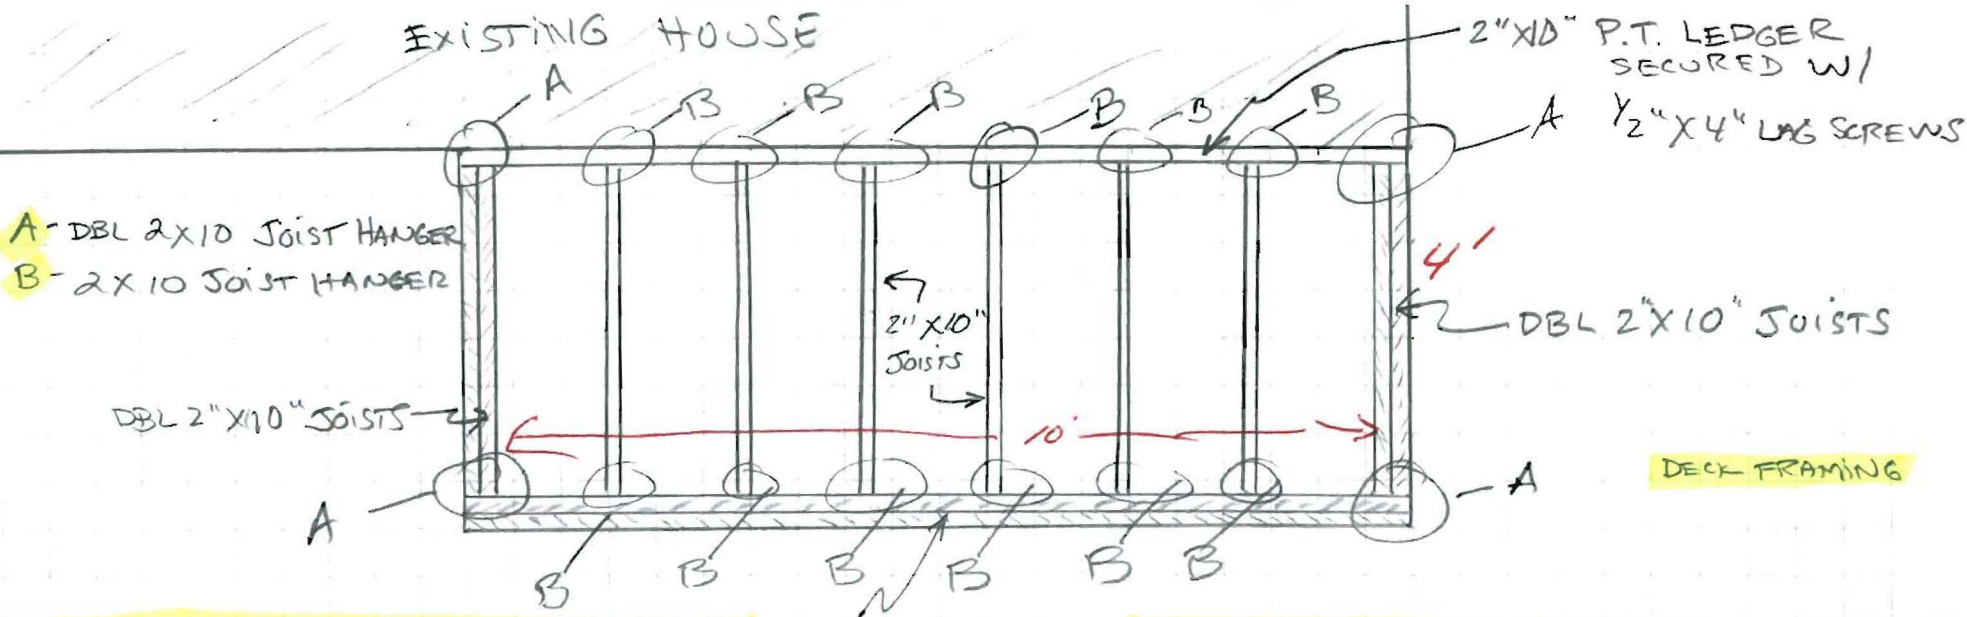 EXISTING HOUSE
2"X10" P.T. LEDGER
SECURED W/
1/2" X 4" LAG SCREWS
A
B
B
B
B
B
B
A
A - DBL 2X10 JOIST HANGER
B - 2X10 JOIST HANGER
4'
2"X10"
JOISTS
DBL 2"X10" JOISTS
DBL 2"X10" JOISTS
10'
DECK FRAMING
A
A
B
B
B
B
B
B